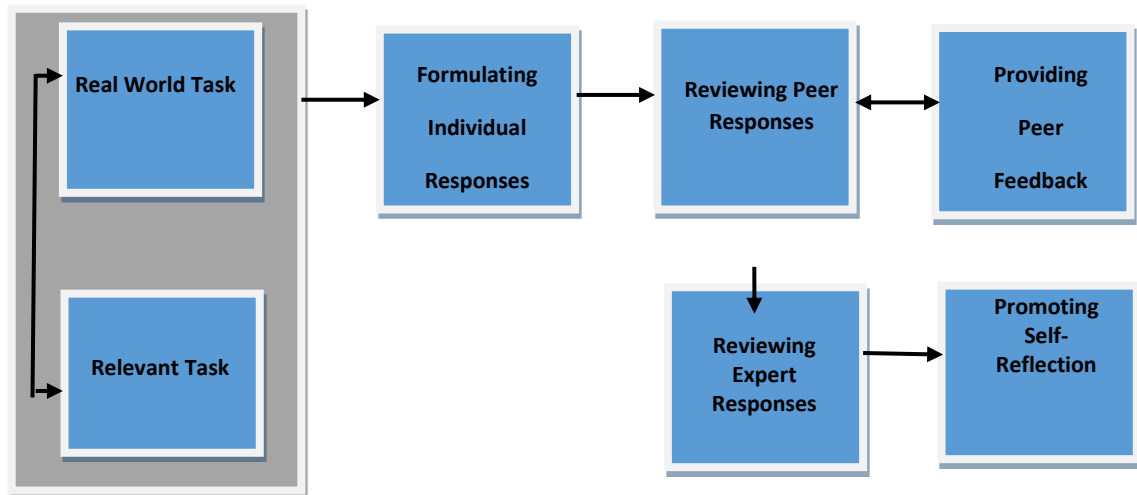 Real World Task
Relevant Task
Formulating
Individual
Responses
Reviewing Peer
Responses
Providing
Peer
Feedback
Reviewing
Expert
Responses
Promoting
Self-
Reflection